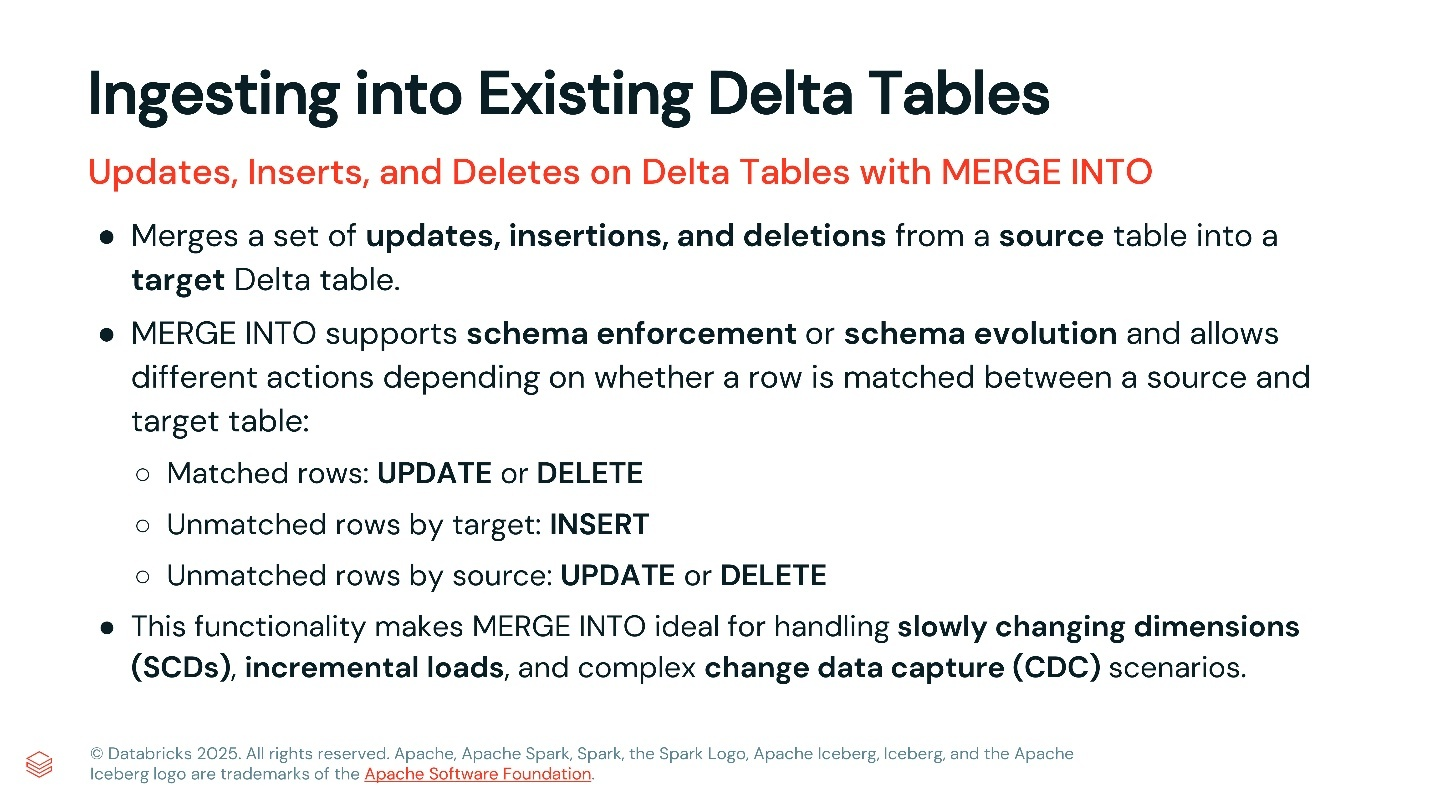 Ingesting into Existing Delta Tables
Updates, Inserts, and Deletes on Delta Tables with MERGE INTO
● Merges a set of updates, insertions, and deletions from a source table into a
target Delta table.
● MERGE INTO supports schema enforcement or schema evolution and allows
different actions depending on whether a row is matched between a source and
target table:
○ Matched rows: UPDATE or DELETE
○ Unmatched rows by target: INSERT
○ Unmatched rows by source: UPDATE or DELETE
● This functionality makes MERGE INTO ideal for handling slowly changing dimensions
(SCDs), incremental loads, and complex change data capture (CDC) scenarios.
© Databricks 2025. All rights reserved. Apache, Apache Spark, Spark, the Spark Logo, Apache Iceberg, Iceberg, and the Apache
Iceberg logo are trademarks of the Apache Software Foundation.